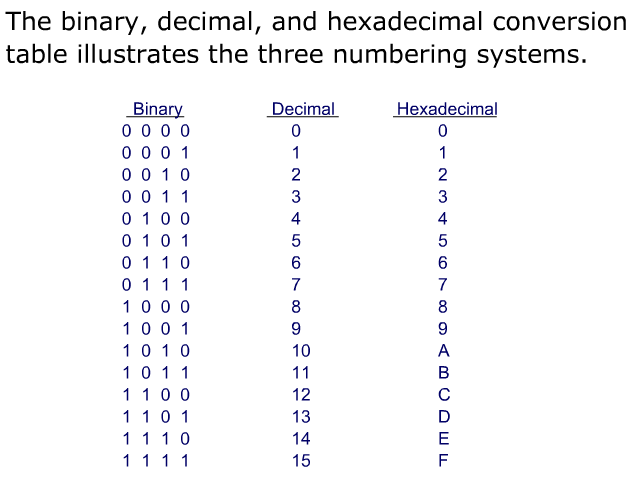 The binary, decimal, and hexadecimal conversion
table illustrates the three numbering systems.
Binary Decimal Hexadecimal
0 0 0 0 0 0
0 0 0 1 1 1
0 0 1 0 2 2
0 0 1 1 3 3
0 1 0 0 4 4
0 1 0 1 5 5
0 1 1 0 6 6
0 1 1 1 7 7
1 0 0 0 8 8
1 0 0 1 9 9
1 0 1 0 10 A
1 0 1 1 11 B
1 1 0 0 12 C
1 1 0 1 13 D
1 1 1 0 14 E
1 1 1 1 15 F